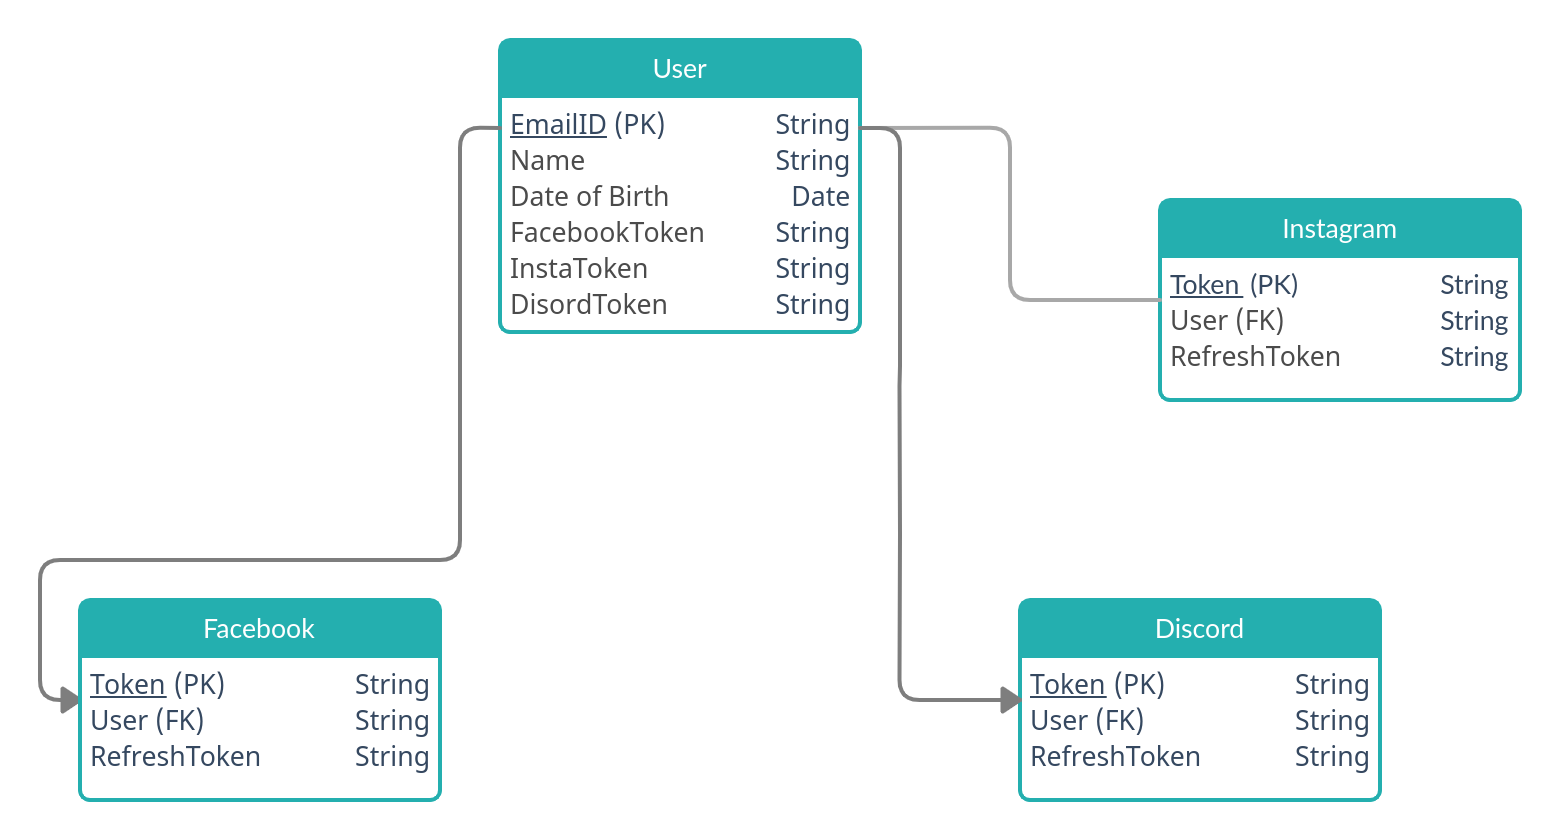 User
EmailID (PK) String
Name String
Date of Birth Date
FacebookToken String
InstaToken String
DisordToken String
Instagram
Token (PK) String
User (FK) String
RefreshToken String
Facebook
Token (PK) String
User (FK) String
RefreshToken String
Discord
Token (PK) String
User (FK) String
RefreshToken String